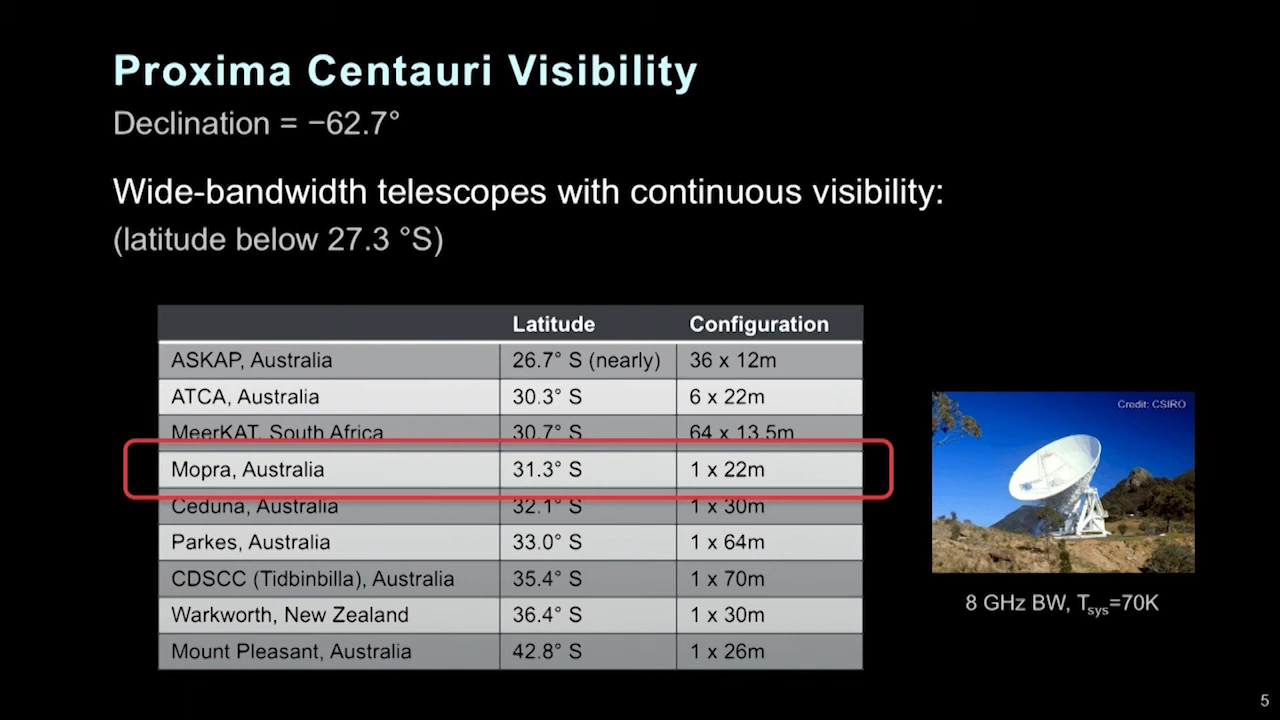 Proxima Centauri Visibility
Declination = −62.7°
Wide-bandwidth telescopes with continuous visibility:
(latitude below 27.3 °S)
Latitude Configuration
ASKAP, Australia 26.7° S (nearly) 36 x 12m
ATCA, Australia 30.3° S 6 x 22m
MeerKAT, South Africa 30.7° S 64 x 13.5m
Mopra, Australia 31.3° S 1 x 22m
Ceduna, Australia 32.1° S 1 x 30m
Parkes, Australia 33.0° S 1 x 64m
CDSCC (Tidbinbilla), Australia 35.4° S 1 x 70m
Warkworth, New Zealand 36.4° S 1 x 30m
Mount Pleasant, Australia 42.8° S 1 x 26m
Credit: CSIRO
8 GHz BW, Tsys=70K
5